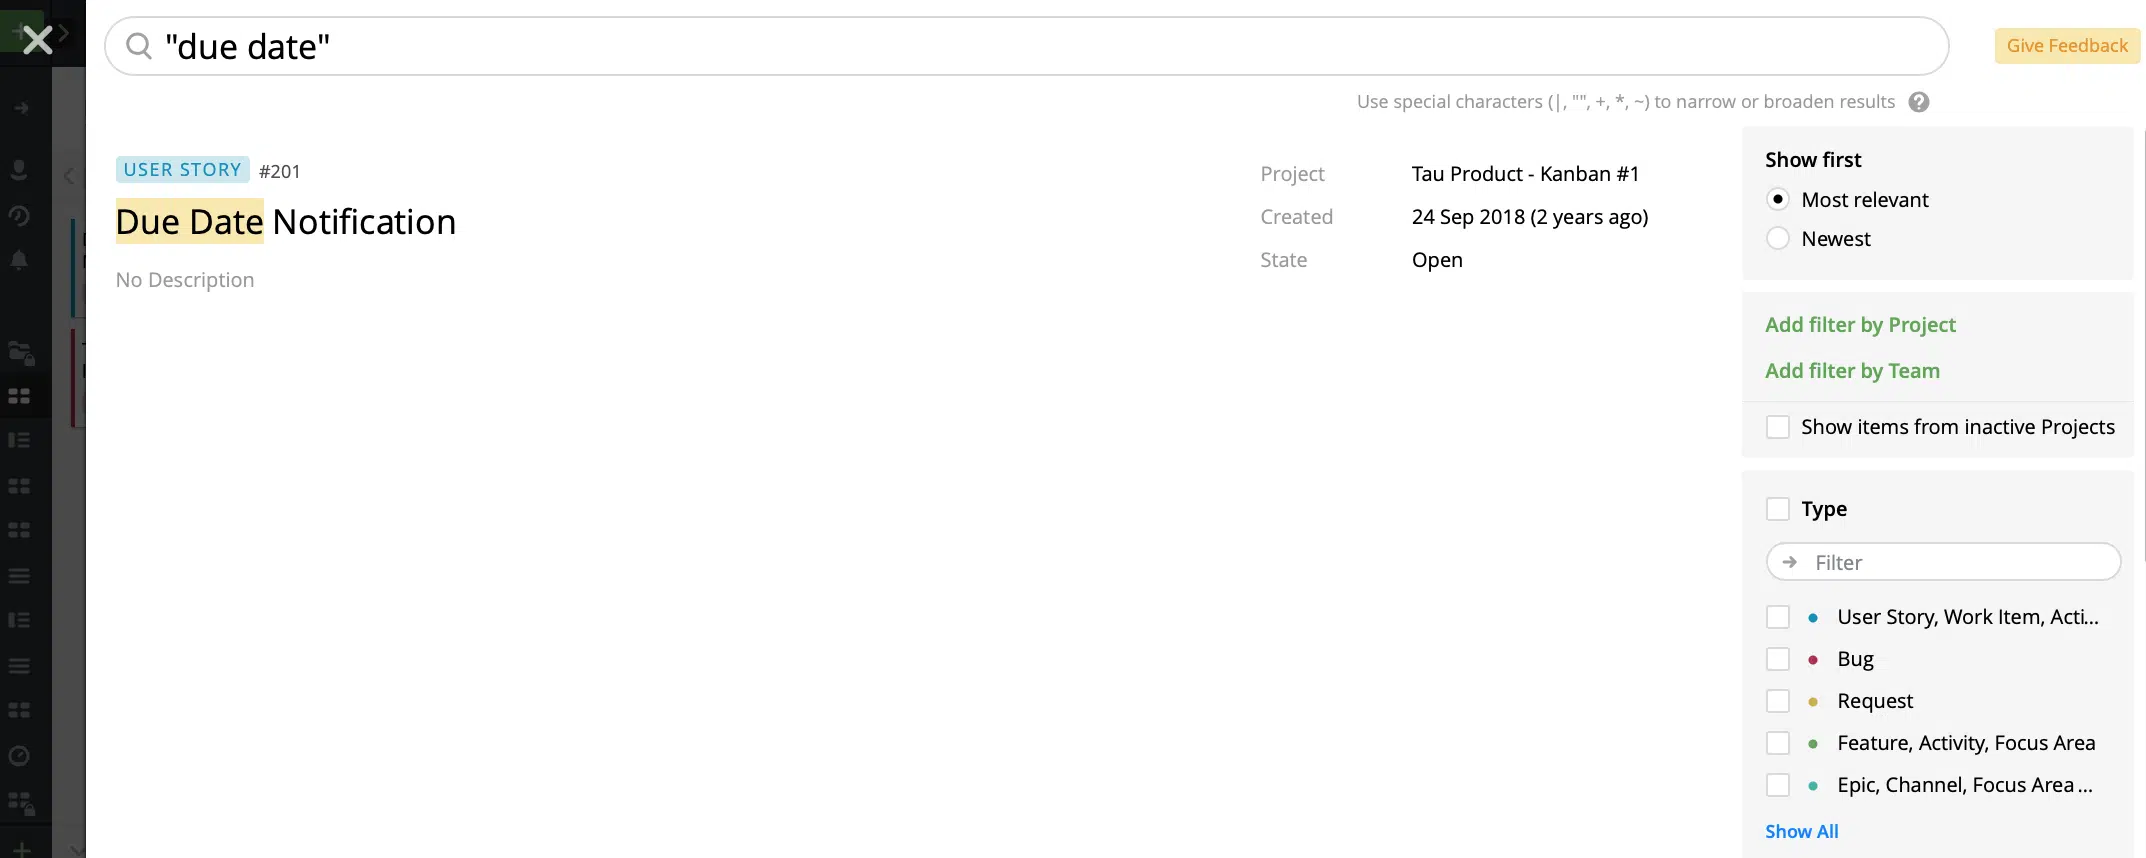 "due date"
Give Feedback
Use special characters (|, "", +, *, ~) to narrow or broaden results ?
USER STORY #201
Due Date Notification
No Description
Project Tau Product - Kanban #1
Created 24 Sep 2018 (2 years ago)
State Open
Show first
Most relevant
Newest
Add filter by Project
Add filter by Team
Show items from inactive Projects
Type
Filter
User Story, Work Item, Acti...
Bug
Request
Feature, Activity, Focus Area
Epic, Channel, Focus Area ...
Show All